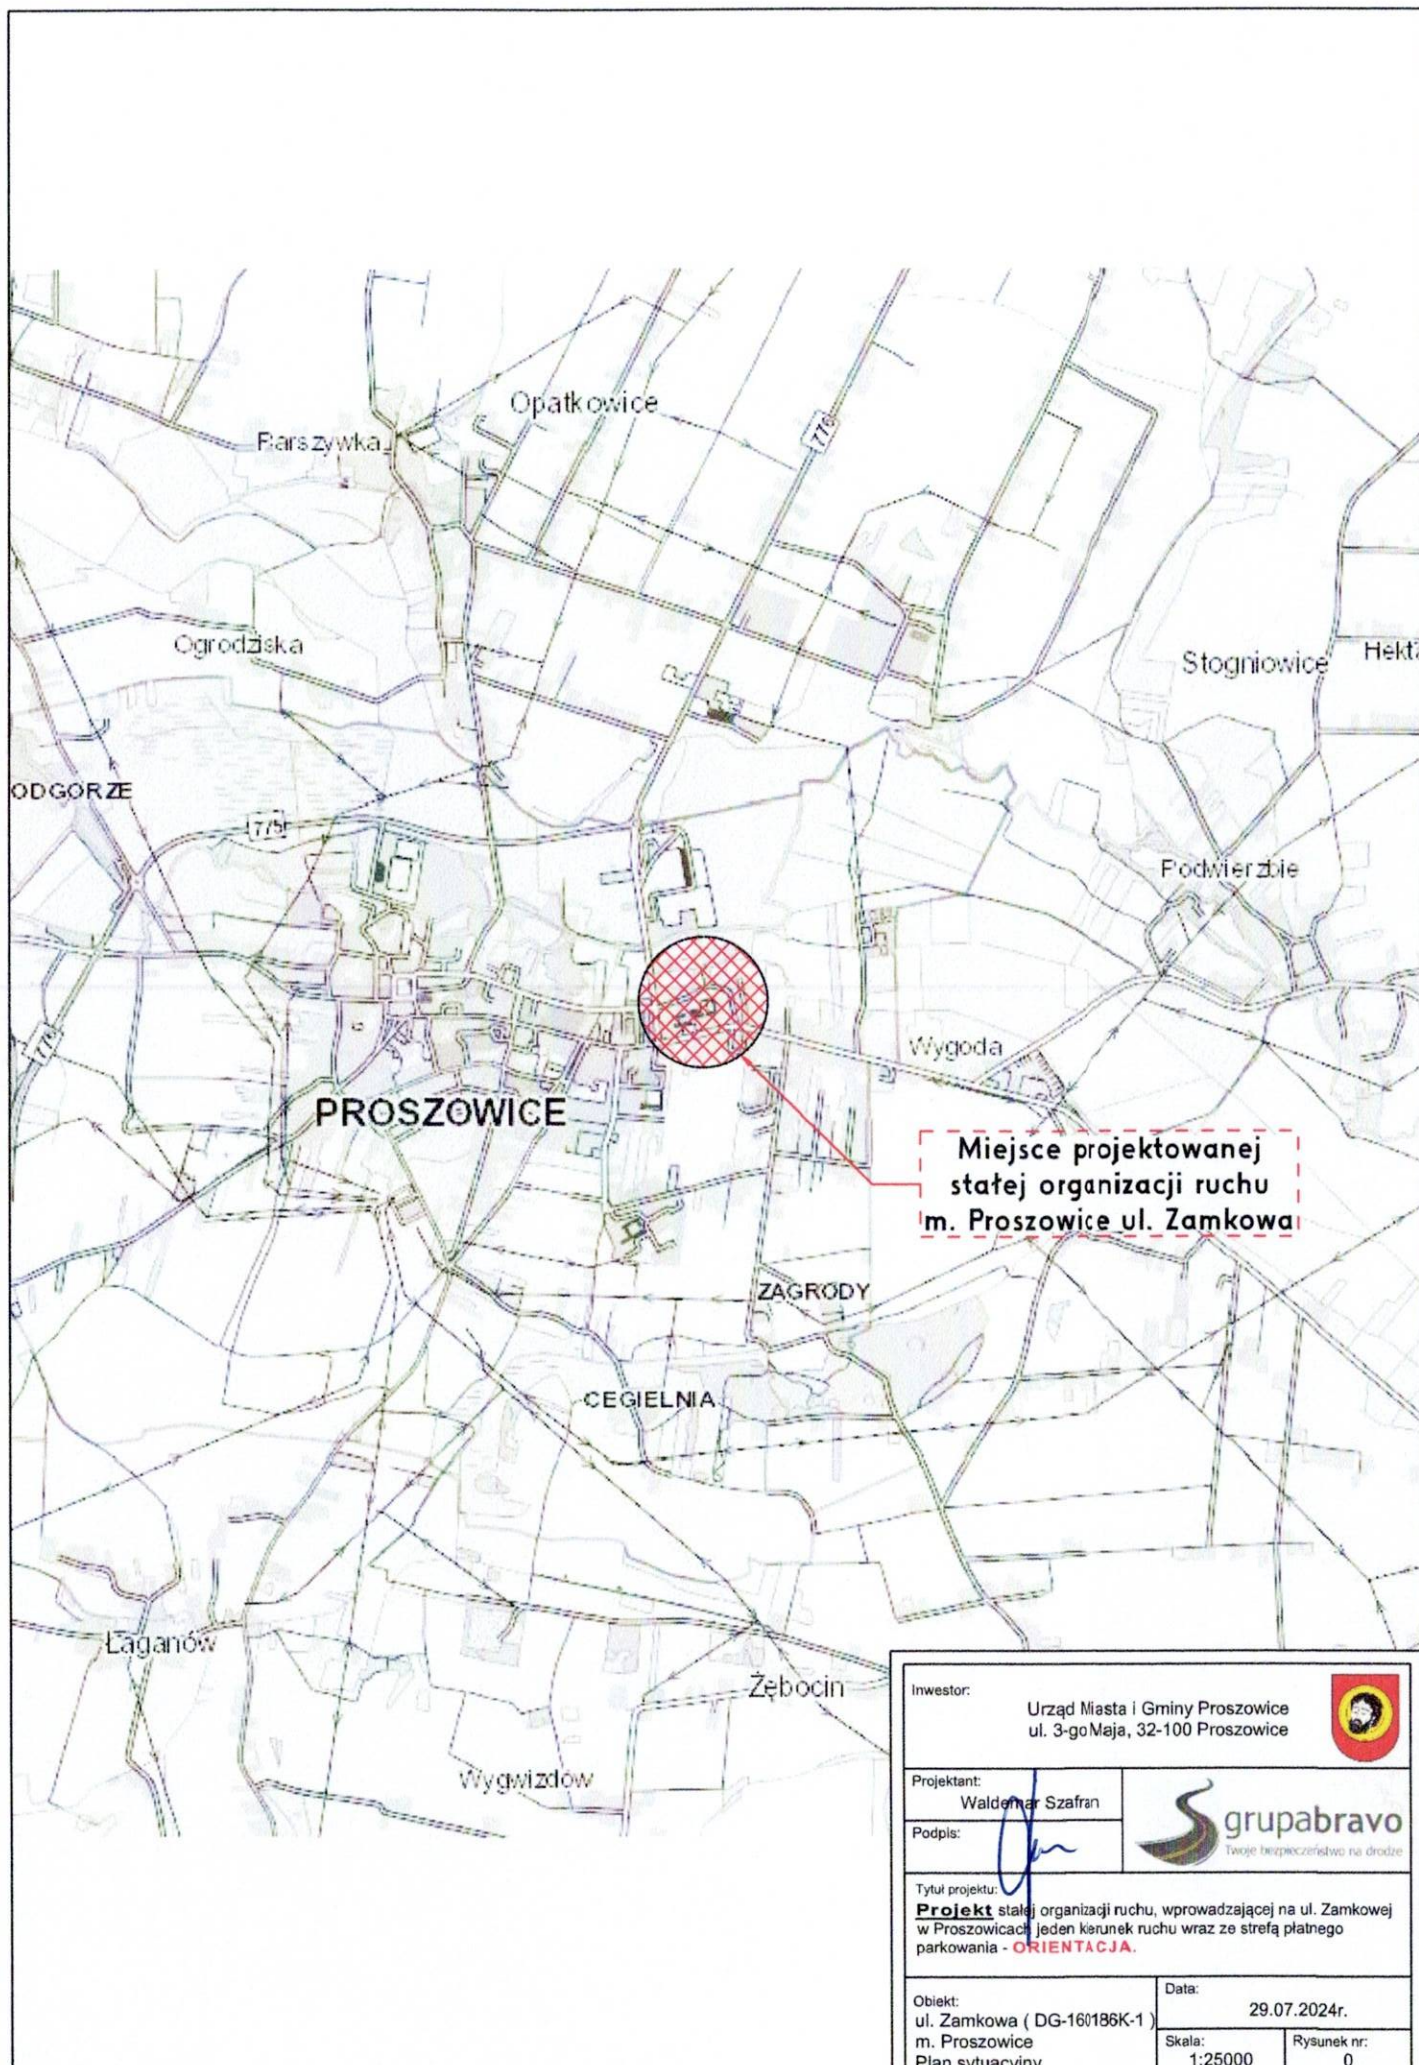 Opatkowice
776
Parszywka
Ogrodziska
Stogniowice
ODGORZE
775
Podwierzbie
Wygoda
PROSZOWICE
Miejsce projektowanej
stałej organizacji ruchu
m. Proszowice ul. Zamkowa
ZAGRODY
CEGIELNIA
Łaganów
Żębocin
Wygwizdów
Inwestor:
Urząd Miasta i Gminy Proszowice
ul. 3-go Maja, 32-100 Proszowice
Projektant:
Waldemar Szafran
Podpis:
grupabravo
Twoje bezpieczeństwo na drodze
Tytuł projektu:
Projekt stałej organizacji ruchu, wprowadzającej na ul. Zamkowej
w Proszowicach jeden kierunek ruchu wraz ze strefą płatnego
parkowania - ORIENTACJA.
Obiekt:
ul. Zamkowa ( DG-160186K-1 )
m. Proszowice
Plan sytuacyjny
Data:
29.07.2024r.
Skala:
1:25000
Rysunek nr:
0